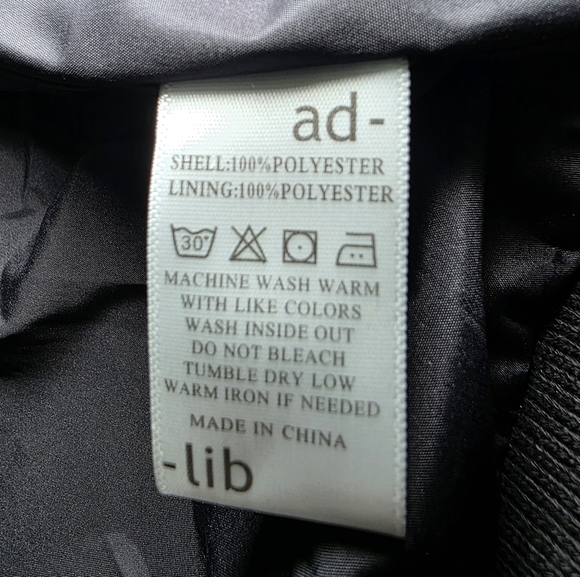 ad-
SHELL:100%POLYESTER
LINING:100%POLYESTER
30°
MACHINE WASH WARM
WITH LIKE COLORS
WASH INSIDE OUT
DO NOT BLEACH
TUMBLE DRY LOW
WARM IRON IF NEEDED
MADE IN CHINA
-lib